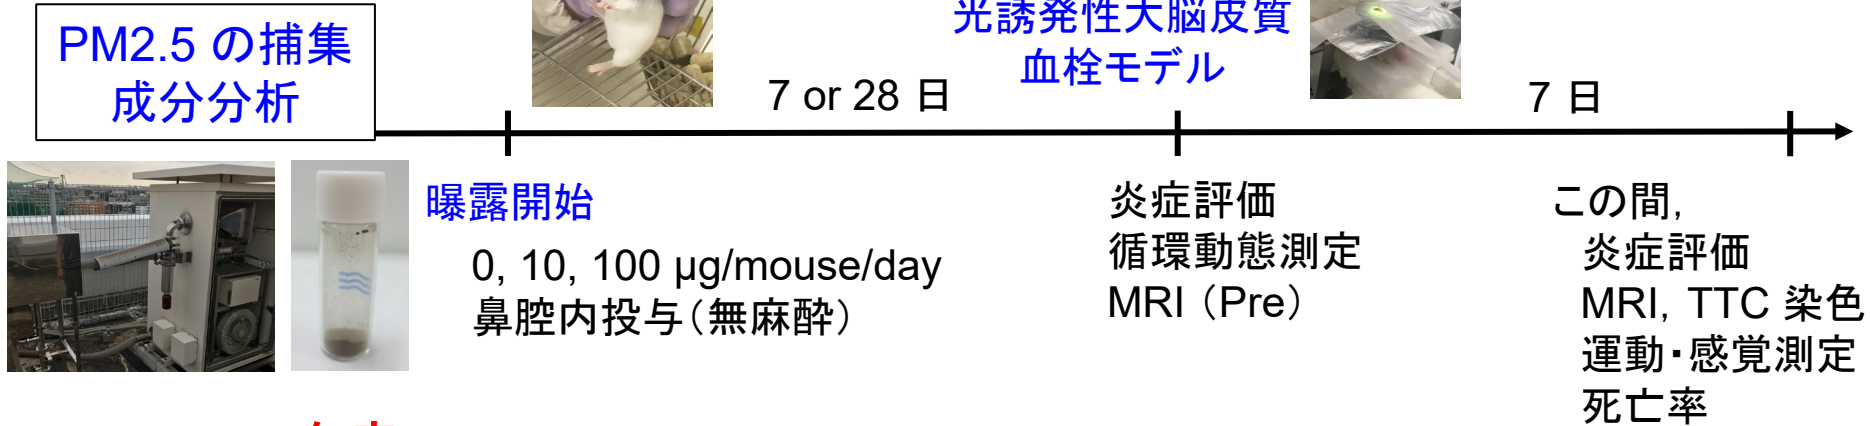 PM2.5 の捕集
成分分析
光誘発性大脳皮質
血栓モデル
7 or 28 日
7 日
曝露開始
0, 10, 100 µg/mouse/day
鼻腔内投与（無麻酔）
炎症評価
循環動態測定
MRI（Pre）
この間，
炎症評価
MRI，TTC 染色
運動・感覚測定
死亡率